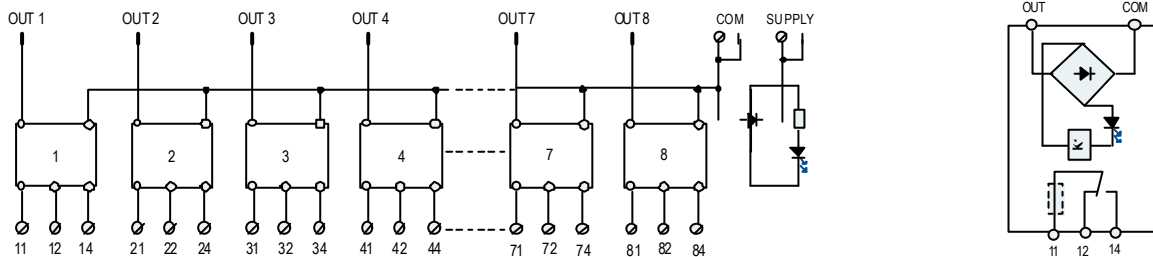 OUT 1 OUT 2 OUT 3 OUT 4 OUT 7 OUT 8 COM SUPPLY
1 2 3 4 7 8
11 12 14 21 22 24 31 32 34 41 42 44 71 72 74 81 82 84
OUT COM
K
11 12 14